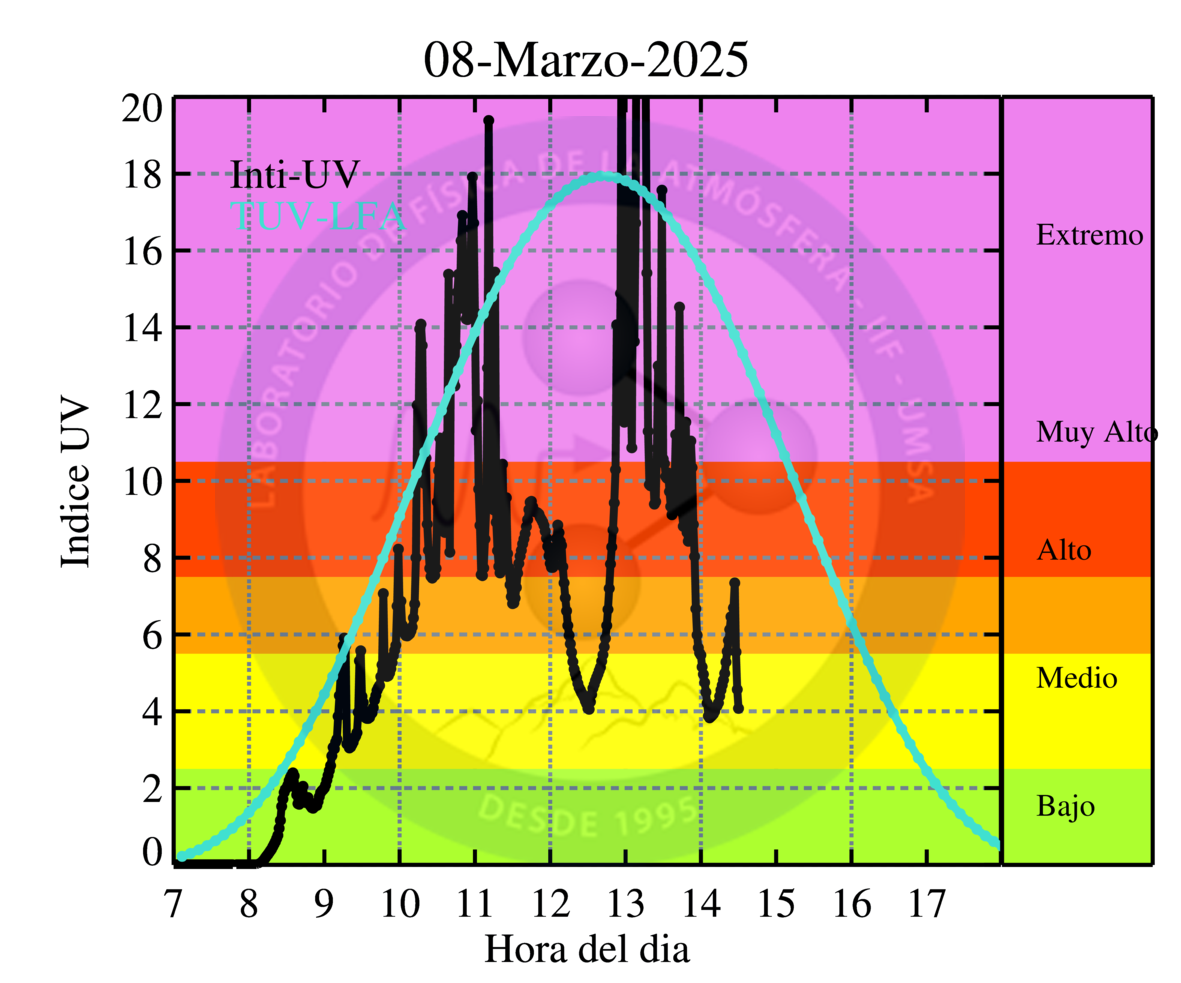 08-Marzo-2025
20
18
16
14
12
10
8
6
4
2
0
Indice UV
Inti-UV
TUV-LFA
LABORATORIO DE FÍSICA DE LA ATMÓSFERA - IIF - UMSA
DESDE 1995
Extremo
Muy Alto
Alto
Medio
Bajo
7 8 9 10 11 12 13 14 15 16 17
Hora del dia